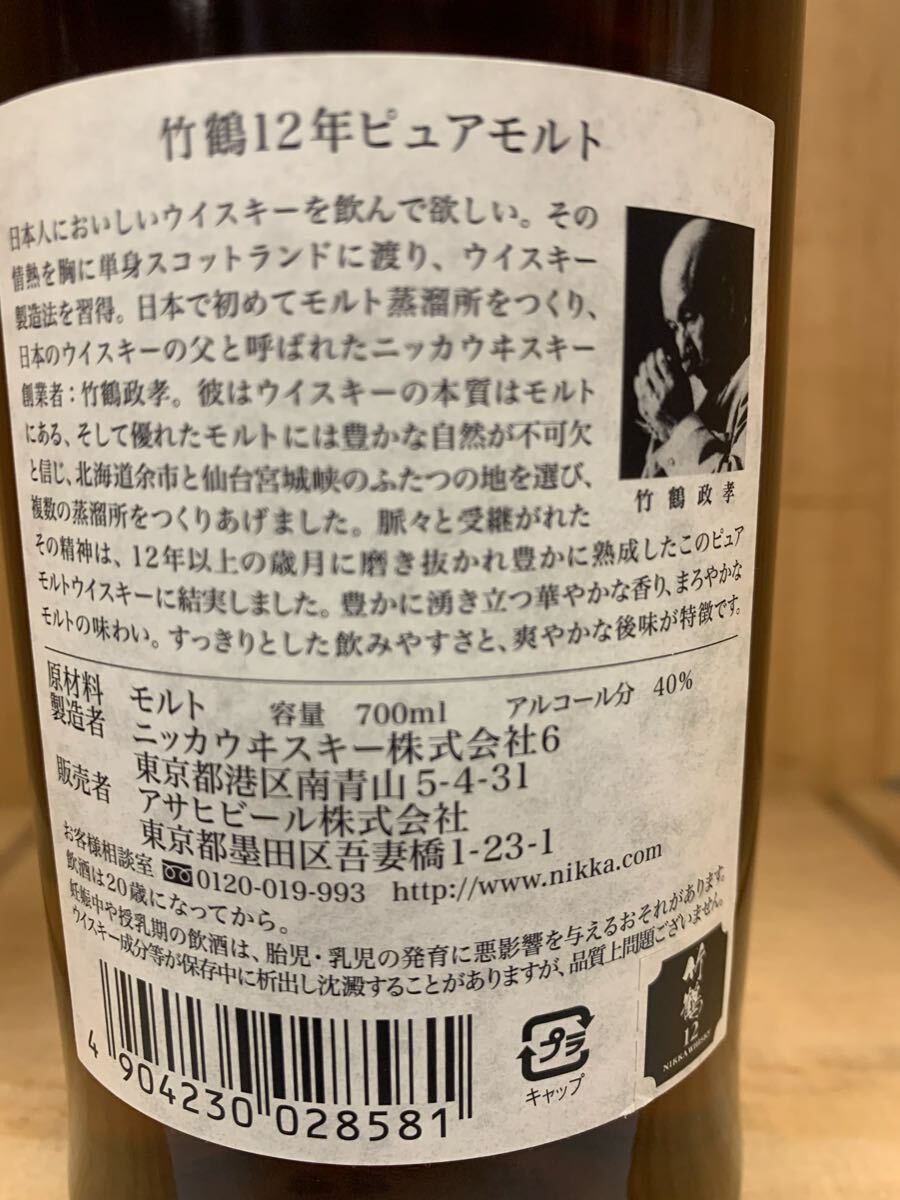 竹鶴12年ピュアモルト
日本人においしいウイスキーを飲んで欲しい。その
情熱を胸に単身スコットランドに渡り、ウイスキー
製造法を習得。日本で初めてモルト蒸溜所をつくり、
日本のウイスキーの父と呼ばれたニッカウヰスキー
創業者：竹鶴政孝。彼はウイスキーの本質はモルト
にある、そして優れたモルトには豊かな自然が不可欠
と信じ、北海道余市と仙台宮城峡のふたつの地を選び、
複数の蒸溜所をつくりあげました。脈々と受継がれた
その精神は、12年以上の歳月に磨き抜かれ豊かに熟成したこのピュア
モルトウイスキーに結実しました。豊かに湧き立つ華やかな香り、まろやかな
モルトの味わい。すっきりとした飲みやすさと、爽やかな後味が特徴です。
竹鶴政孝
原材料 モルト 容量 700ml アルコール分 40%
製造者 ニッカウヰスキー株式会社6
東京都港区南青山5-4-31
販売者 アサヒビール株式会社
東京都墨田区吾妻橋1-23-1
お客様相談室 0120-019-993 http://www.nikka.com
飲酒は20歳になってから。
妊娠中や授乳期の飲酒は、胎児・乳児の発育に悪影響を与えるおそれがあります。
ウイスキー成分等が保存中に析出し沈澱することがありますが、品質上問題ございません。
4 904230 028581
プラ
キャップ
竹鶴
12
NIKKA WHISKY